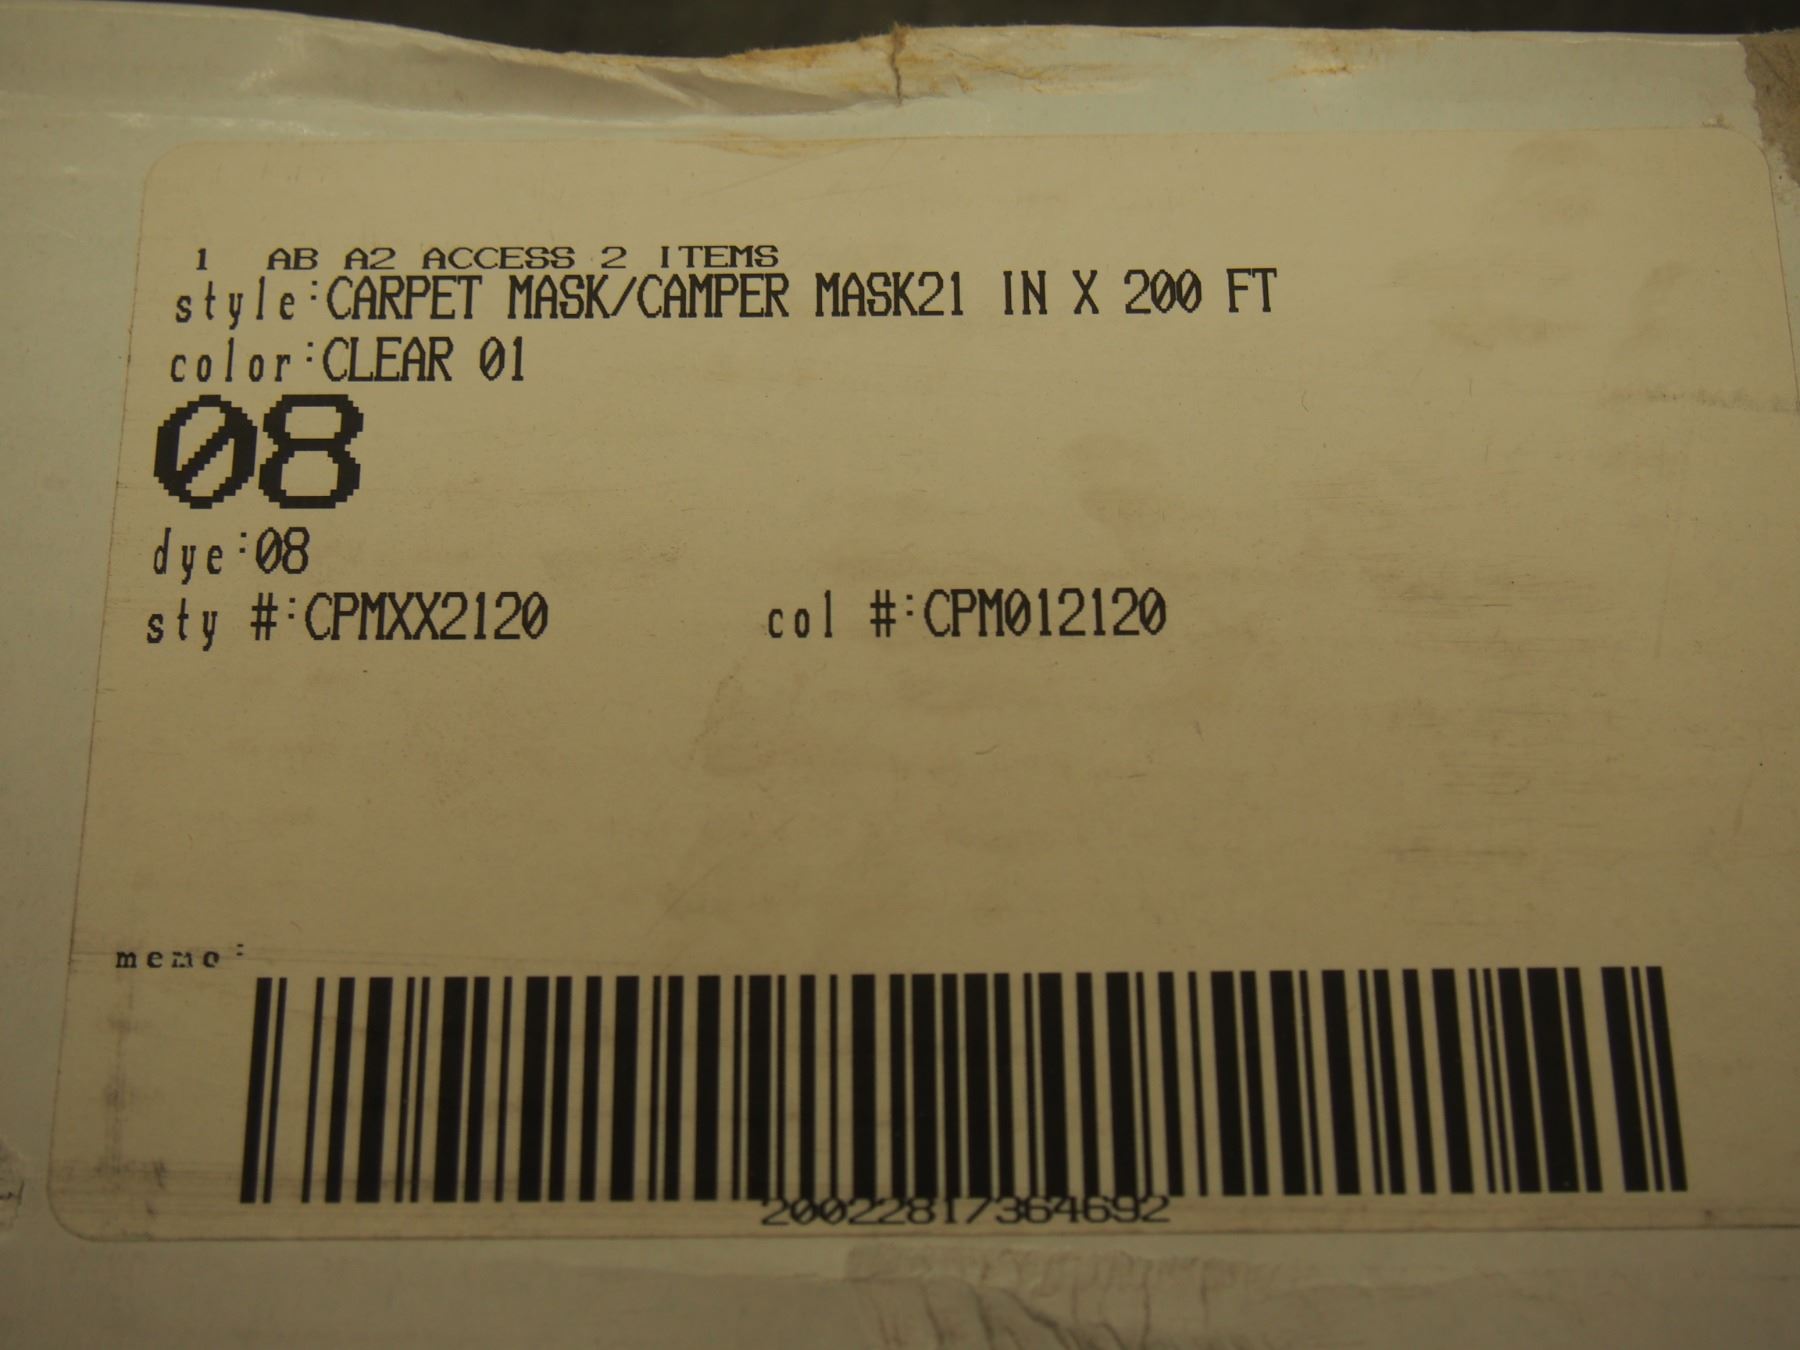 1 AB A2 ACCESS 2 ITEMS
style:CARPET MASK/CAMPER MASK21 IN X 200 FT
color:CLEAR 01
08
dye:08
sty #:CPMXX2120 col #:CPM012120
memo:
20022817364692